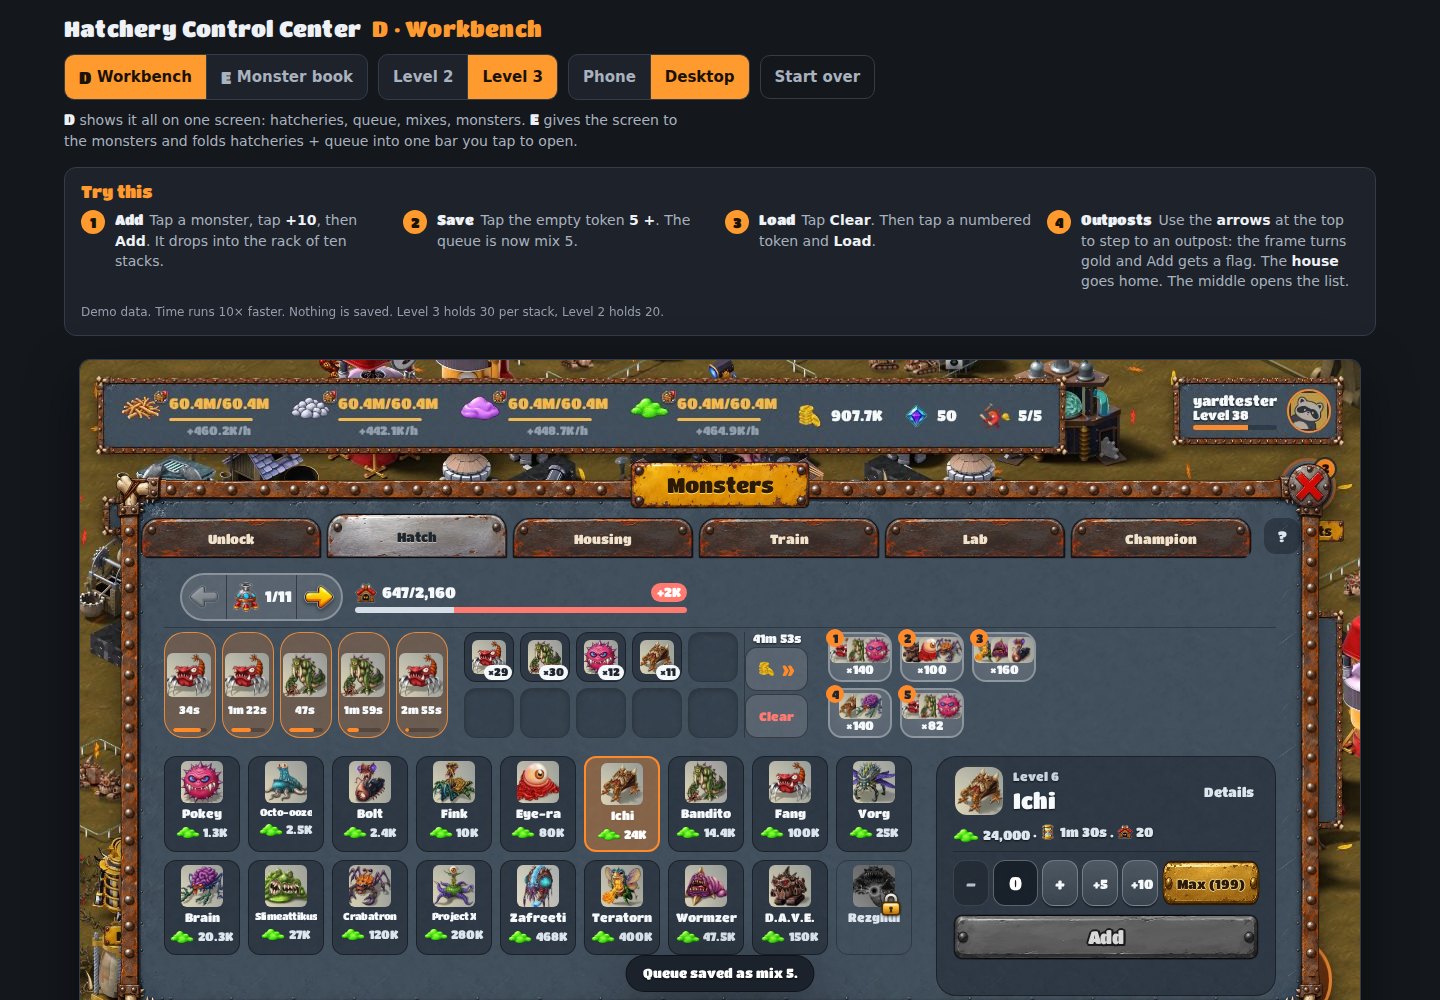 Hatchery Control Center D · Workbench
D Workbench E Monster book Level 2 Level 3 Phone Desktop Start over
D shows it all on one screen: hatcheries, queue, mixes, monsters. E gives the screen to
the monsters and folds hatcheries + queue into one bar you tap to open.
Try this
1 Add Tap a monster, tap +10, then
Add. It drops into the rack of ten
stacks.
2 Save Tap the empty token 5 +. The
queue is now mix 5.
3 Load Tap Clear. Then tap a numbered
token and Load.
4 Outposts Use the arrows at the top
to step to an outpost: the frame turns
gold and Add gets a flag. The house
goes home. The middle opens the list.
Demo data. Time runs 10× faster. Nothing is saved. Level 3 holds 30 per stack, Level 2 holds 20.
60.4M/60.4M 60.4M/60.4M 60.4M/60.4M 60.4M/60.4M 907.7K 50 5/5
+460.2K/h +442.1K/h +448.7K/h +464.9K/h
yardtester
Level 38
Monsters
Unlock Hatch Housing Train Lab Champion ?
1/11 647/2,160 +2K
34s 1m 22s 47s 1m 59s 2m 55s
×29 ×30 ×12 ×11
41m 53s
Clear
1 ×140 2 ×100 3 ×160
4 ×140 5 ×82
Pokey Octo-ooze Bolt Fink Eye-ra Ichi Bandito Fang Vorg
1.3K 2.5K 2.4K 10K 80K 24K 14.4K 100K 25K
Brain Slimeattikus Crabatron Project X Zafreeti Teratorn Wormzer D.A.V.E.
20.3K 27K 120K 280K 468K 400K 47.5K 150K
Level 6
Ichi
Details
24,000 · 1m 30s · 20
− 0 + +5 +10 Max (199)
Add
Queue saved as mix 5.